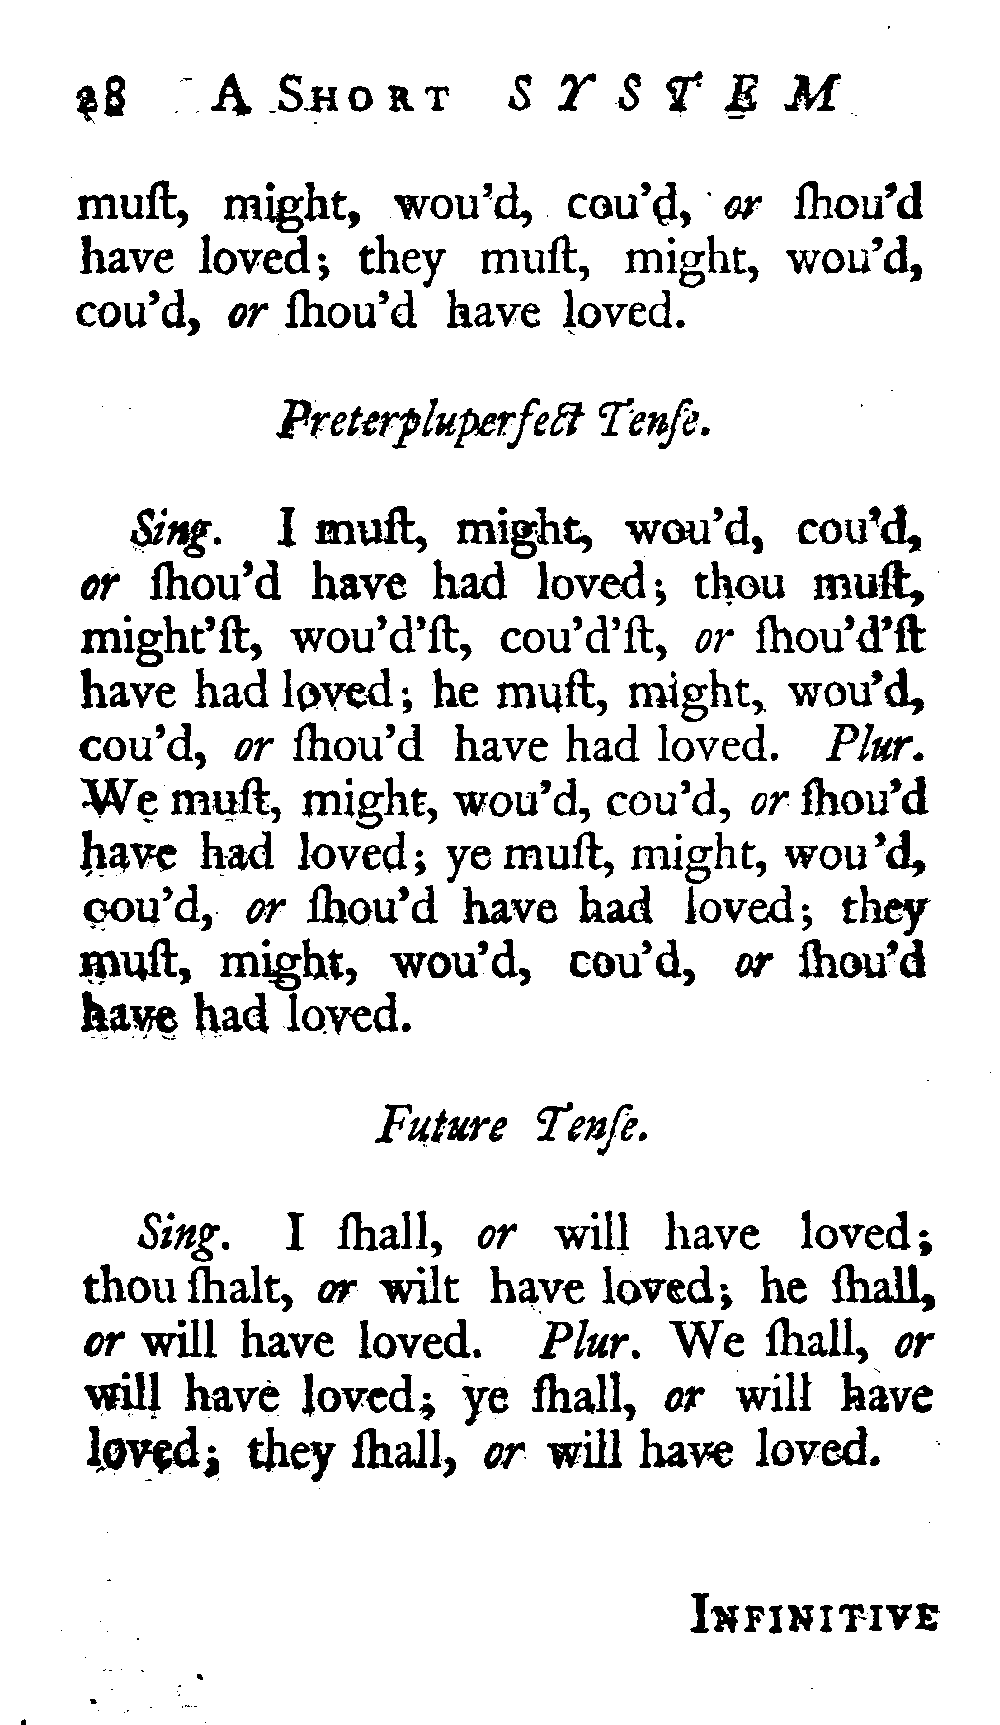 28 A SHORT SYSTEM
muſt, might, wou'd, cou'd, or ſhou'd
have loved; they muſt, might, wou'd,
cou'd, or ſhou'd have loved.
Preterpluperfect Tenſe.
Sing. I muſt, might, wou'd, cou'd,
or ſhou'd have had loved; thou muſt,
might'ſt, wou'd'ſt, cou'd'ſt, or ſhou'd'ſt
have had loved; he muſt, might, wou'd,
cou'd, or ſhou'd have had loved. Plur.
We muſt, might, wou'd, cou'd, or ſhou'd
have had loved; ye muſt, might, wou'd,
cou'd, or ſhou'd have had loved; they
muſt, might, wou'd, cou'd, or ſhou'd
have had loved.
Future Tenſe.
Sing. I ſhall, or will have loved;
thou ſhalt, or wilt have loved; he ſhall,
or will have loved. Plur. We ſhall, or
will have loved; ye ſhall, or will have
loved; they ſhall, or will have loved.
INFINITIVE